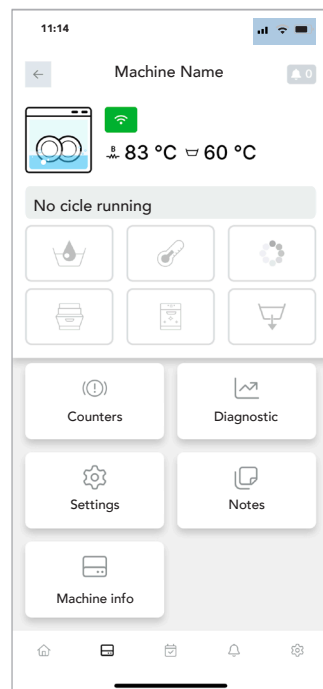 11:14
Machine Name
0
B 83 °C 60 °C
No cicle running
Counters
Diagnostic
Settings
Notes
Machine info